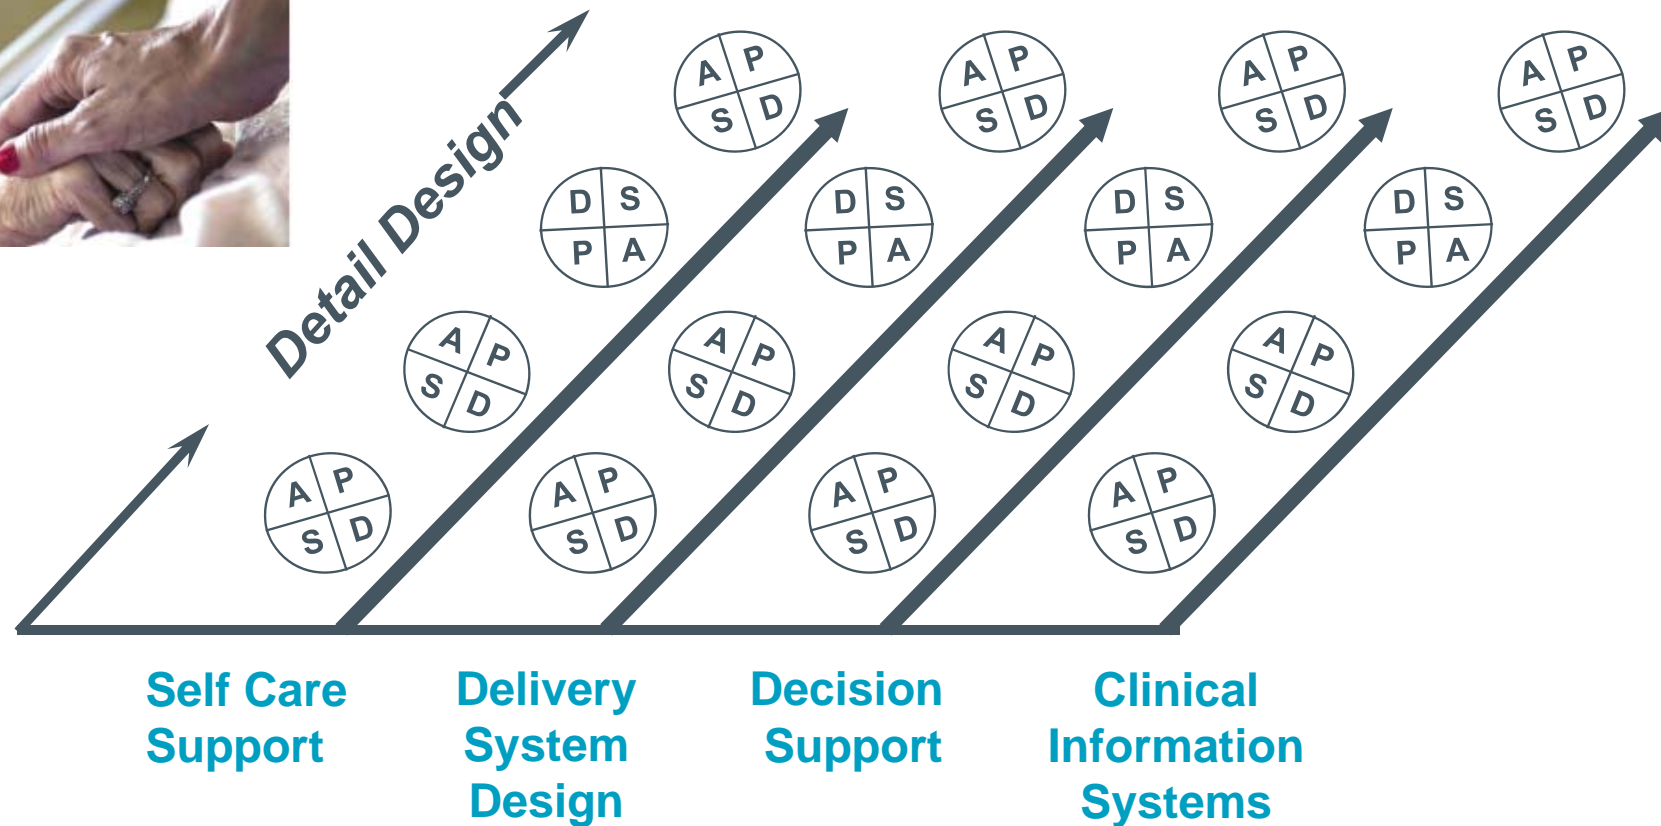 Detail Design
A P
S D
A P
S D
A P
S D
A P
S D
D S
P A
D S
P A
D S
P A
D S
P A
A P
S D
A P
S D
A P
S D
A P
S D
A P
S D
A P
S D
A P
S D
A P
S D
Self Care
Support
Delivery
System
Design
Decision
Support
Clinical
Information
Systems